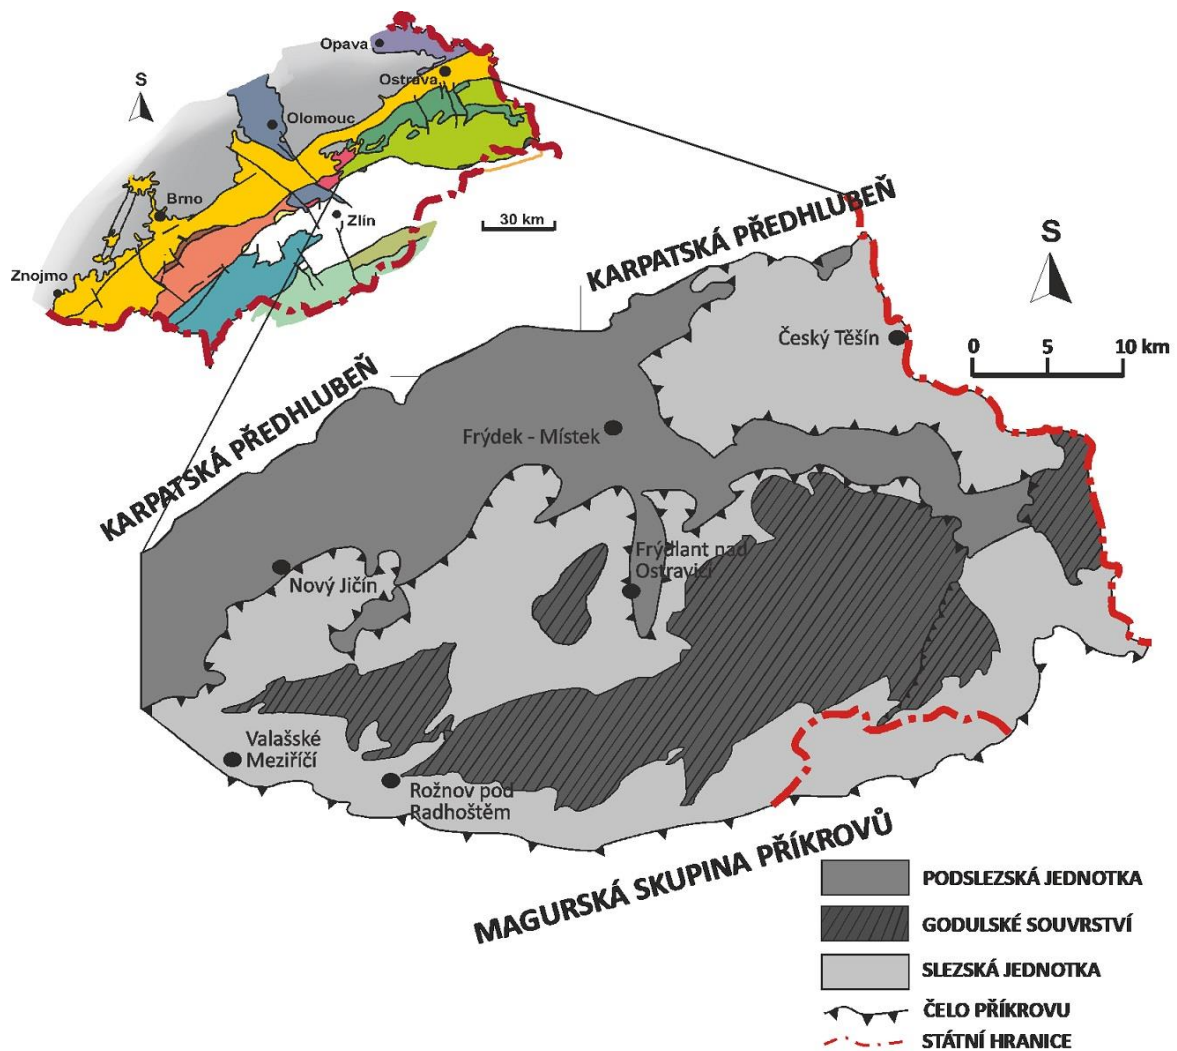 Opava
S
Ostrava
Olomouc
Brno
Zlín
30 km
Znojmo
KARPATSKÁ PŘEDHLUBEŇ
S
Český Těšín
0 5 10 km
KARPATSKÁ PŘEDHLUBEŇ
Frýdek - Místek
Frýdlant nad
Ostravicí
Nový Jičín
Valašské
Meziříčí
Rožnov pod
Radhoštěm
MAGURSKÁ SKUPINA PŘÍKROVŮ
PODSLEZSKÁ JEDNOTKA
GODULSKÉ SOUVRSTVÍ
SLEZSKÁ JEDNOTKA
ČELO PŘÍKROVU
STÁTNÍ HRANICE